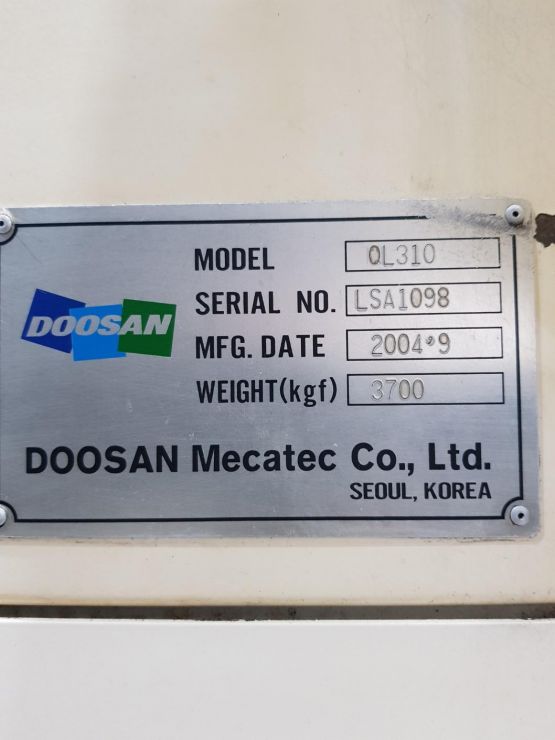 DOOSAN
MODEL QL310
SERIAL NO. LSA1098
MFG. DATE 2004.9
WEIGHT(kgf) 3700
DOOSAN Mecatec Co., Ltd.
SEOUL, KOREA